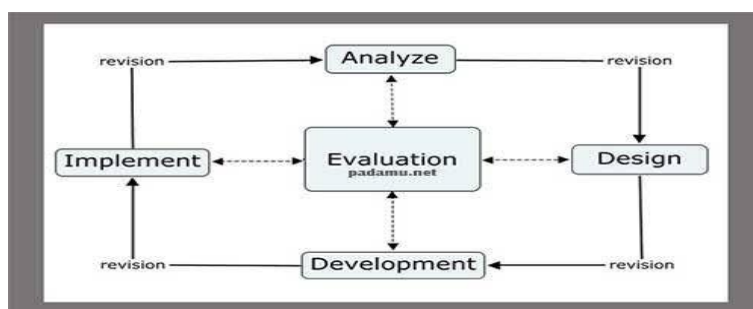 Analyze
revision
revision
Implement
Evaluation
padamu.net
Design
revision
Development
revision